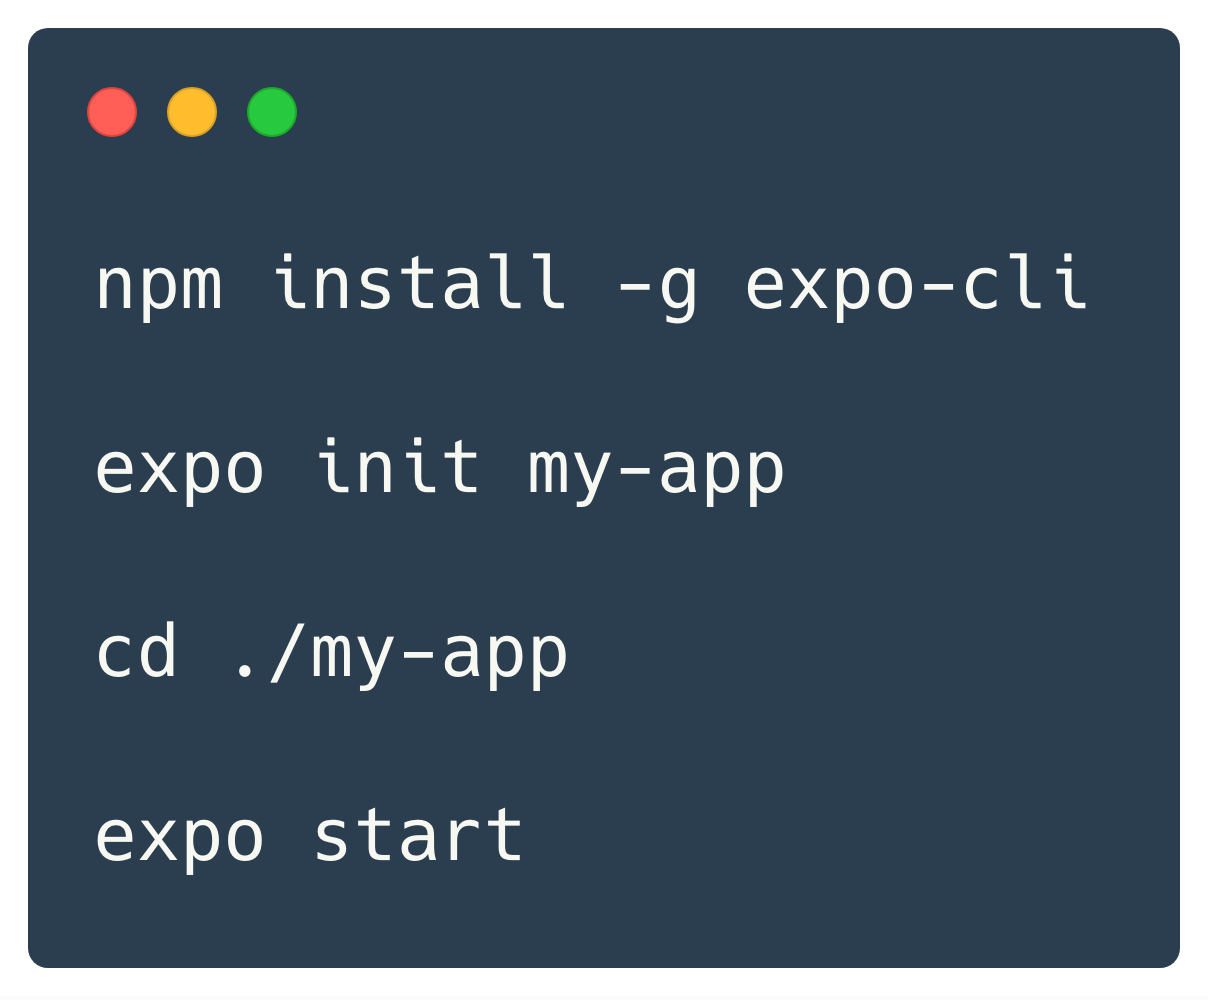 npm install -g expo-cli
expo init my-app
cd ./my-app
expo start